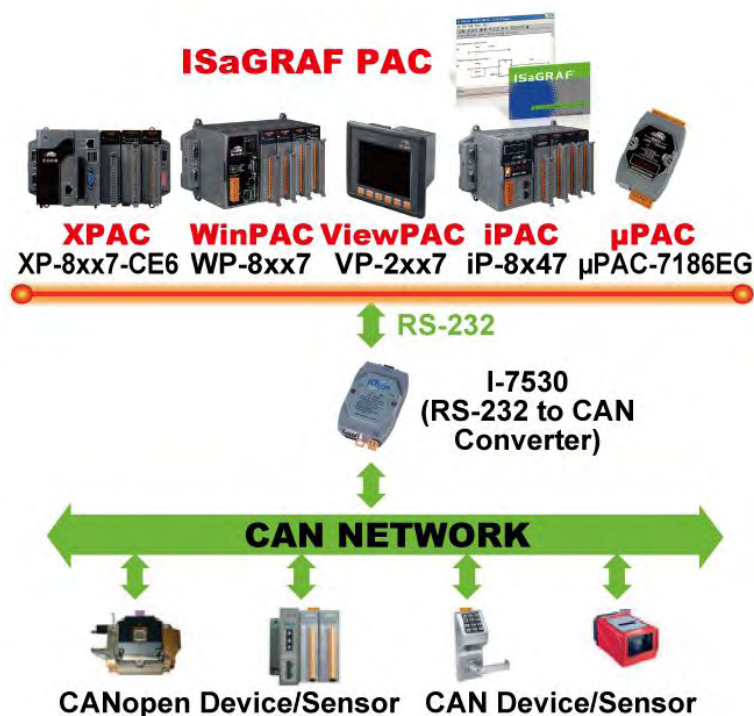 ISaGRAF PAC
ISaGRAF
XPAC WinPAC ViewPAC iPAC µPAC
XP-8xx7-CE6 WP-8xx7 VP-2xx7 iP-8x47 µPAC-7186EG
RS-232
I-7530
(RS-232 to CAN
Converter)
CAN NETWORK
CANopen Device/Sensor CAN Device/Sensor